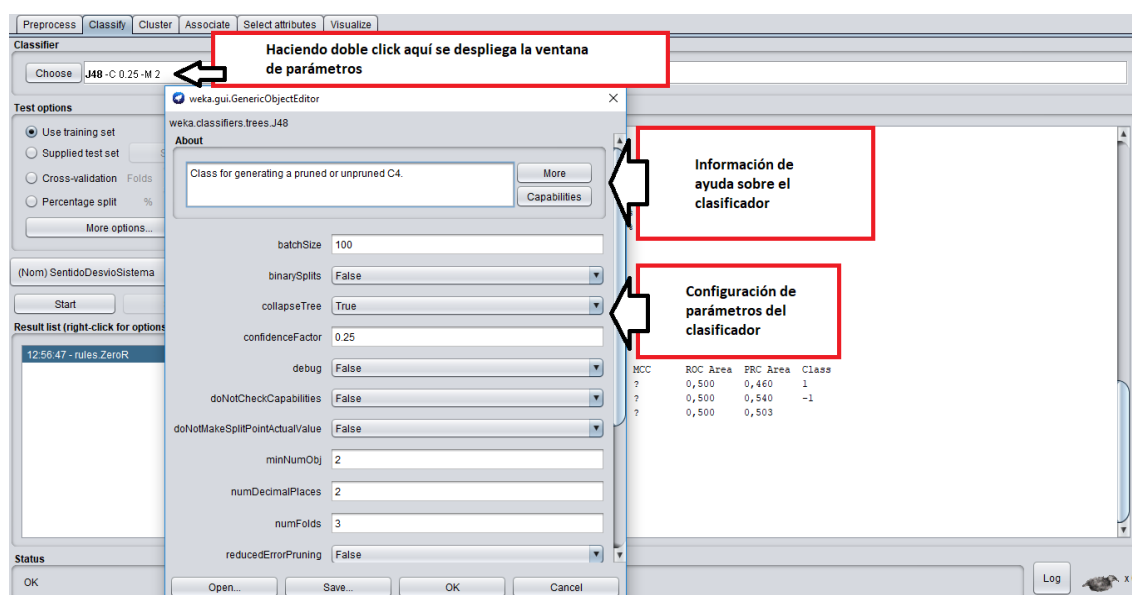 Preprocess Classify Cluster Associate Select attributes Visualize
Classifier
Haciendo doble click aquí se despliega la ventana
de parámetros
Choose J48 -C 0.25 -M 2
weka.gui.GenericObjectEditor
Test options
weka.classifiers.trees.J48
About
Use training set
Supplied test set
Cross-validation Folds
Percentage split %
More options...
Class for generating a pruned or unpruned C4.
More
Capabilities
Información de
ayuda sobre el
clasificador
batchSize 100
(Nom) SentidoDesvioSistema
binarySplits False
Start
collapseTree True
Configuración de
parámetros del
clasificador
Result list (right-click for options
confidenceFactor 0.25
12:56:47 - rules.ZeroR
debug False
MCC ROC Area PRC Area Class
? 0,500 0,460 1
? 0,500 0,540 -1
? 0,500 0,503
doNotCheckCapabilities False
doNotMakeSplitPointActualValue False
minNumObj 2
numDecimalPlaces 2
numFolds 3
reducedErrorPruning False
Status
OK
Open... Save... OK Cancel
Log
x